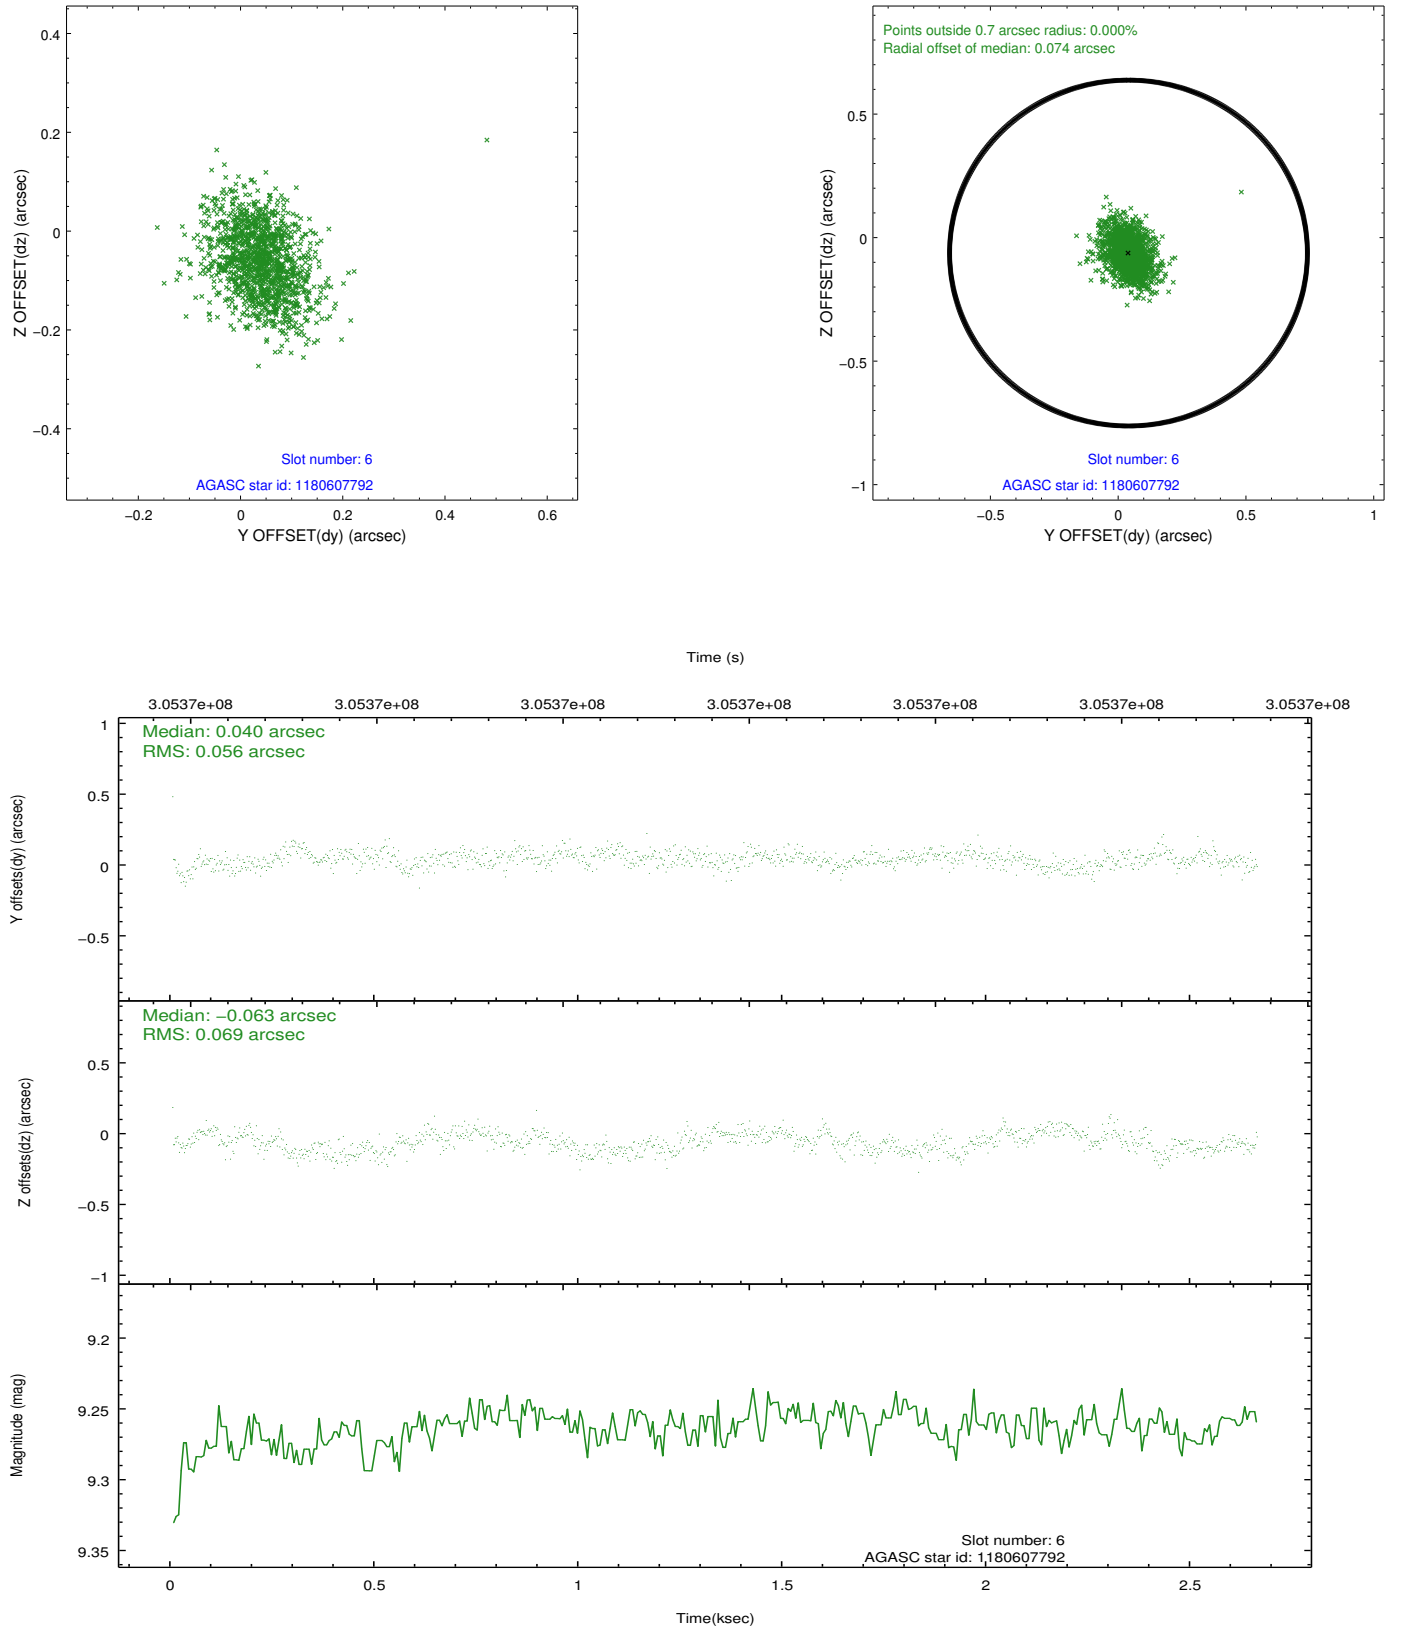 0.4
0.2
0
−0.2
−0.4
Z OFFSET(dz) (arcsec)
Slot number: 6
AGASC star id: 1180607792
−0.2 0 0.2 0.4 0.6
Y OFFSET(dy) (arcsec)
Points outside 0.7 arcsec radius: 0.000%
Radial offset of median: 0.074 arcsec
0.5
0
−0.5
−1
Z OFFSET(dz) (arcsec)
Slot number: 6
AGASC star id: 1180607792
−0.5 0 0.5 1
Y OFFSET(dy) (arcsec)
Time (s)
3.0537e+08 3.0537e+08 3.0537e+08 3.0537e+08 3.0537e+08 3.0537e+08 3.0537e+08
Median: 0.040 arcsec
RMS: 0.056 arcsec
1
0.5
0
−0.5
Y offsets(dy) (arcsec)
Median: −0.063 arcsec
RMS: 0.069 arcsec
0.5
0
−0.5
−1
Z offsets(dz) (arcsec)
9.2
9.25
9.3
9.35
Magnitude (mag)
Slot number: 6
AGASC star id: 1180607792
0 0.5 1 1.5 2 2.5
Time(ksec)